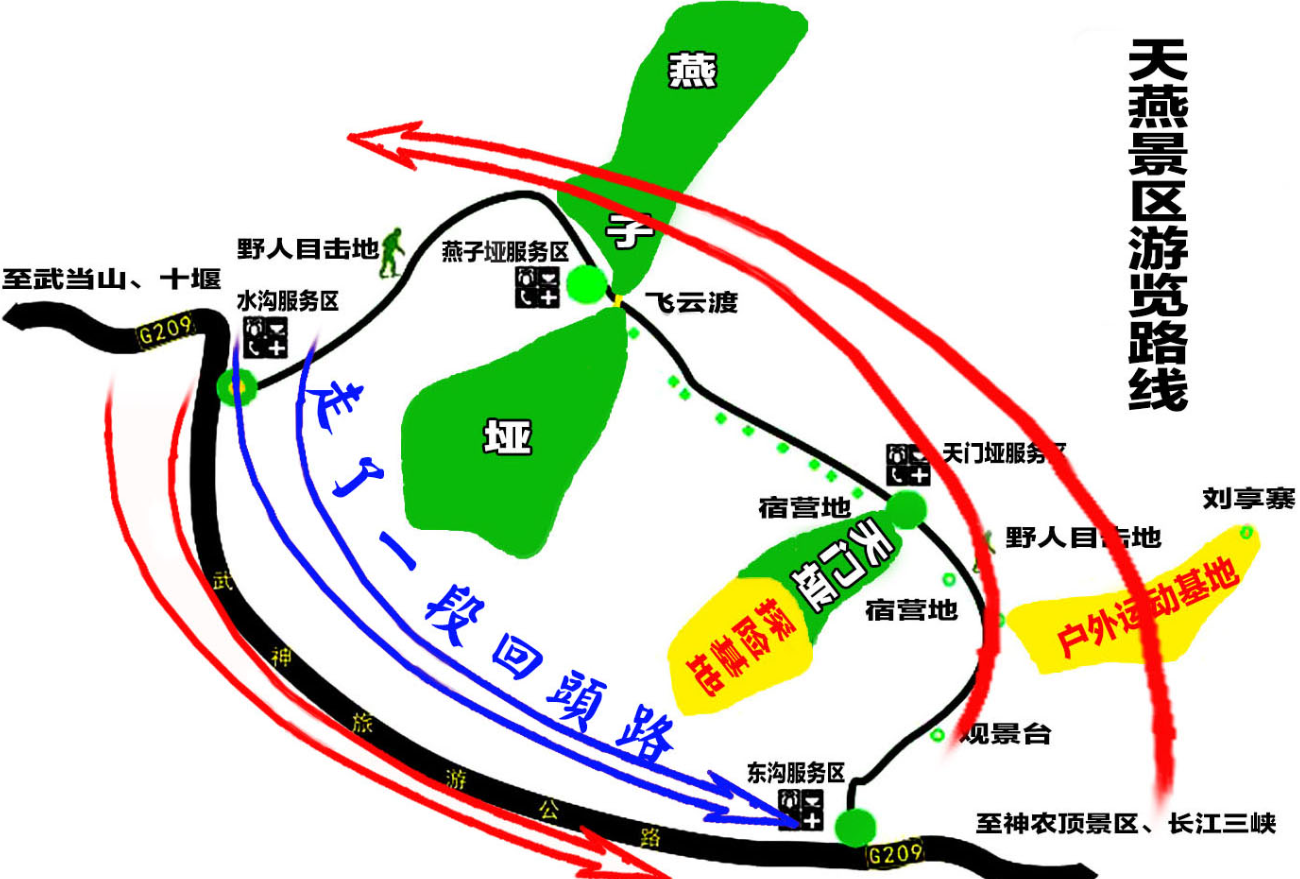 天燕景区游览路线
燕
子
垭
野人目击地
燕子垭服务区
至武当山、十堰
水沟服务区
G209
飞云渡
走了一段回頭路
天门垭服务区
宿营地
刘享寨
天门垭
野人目击地
探险基地
宿营地
户外运动基地
观景台
武神旅游公路
东沟服务区
至神农顶景区、长江三峡
G209